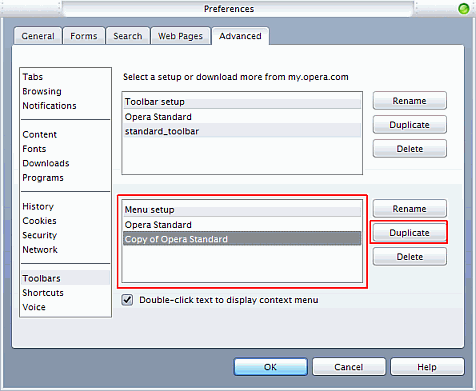 Preferences
General Forms Search Web Pages Advanced
Tabs
Browsing
Notifications
Content
Fonts
Downloads
Programs
History
Cookies
Security
Network
Toolbars
Shortcuts
Voice
Select a setup or download more from my.opera.com
Toolbar setup
Opera Standard
standard_toolbar
Rename
Duplicate
Delete
Menu setup
Opera Standard
Copy of Opera Standard
Rename
Duplicate
Delete
Double-click text to display context menu
OK Cancel Help